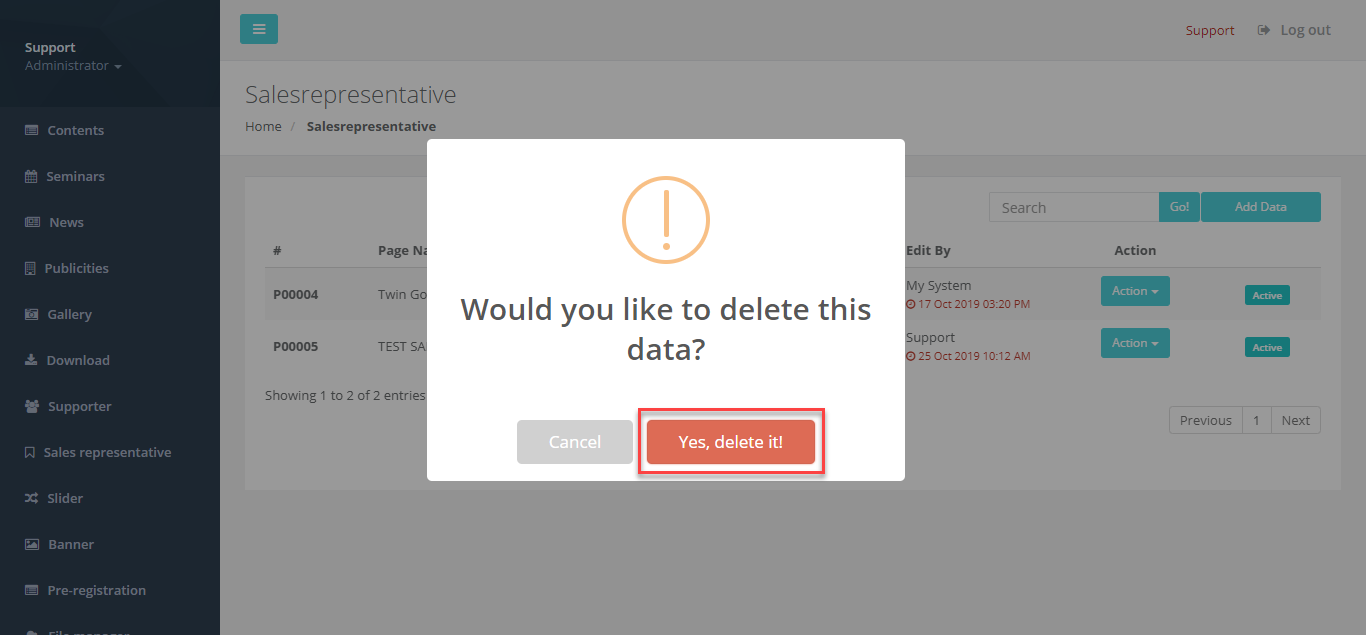 Support
Administrator
Contents
Seminars
News
Publicities
Gallery
Download
Supporter
Sales representative
Slider
Banner
Pre-registration
Support
Log out
Salesrepresentative
Home / Salesrepresentative
Search
Go!
Add Data
# Page Na Edit By Action
P00004 Twin Go My System Action Active
17 Oct 2019 03:20 PM
P00005 TEST SA Support Action Active
25 Oct 2019 10:12 AM
Showing 1 to 2 of 2 entries
Previous 1 Next
Would you like to delete this
data?
Cancel
Yes, delete it!